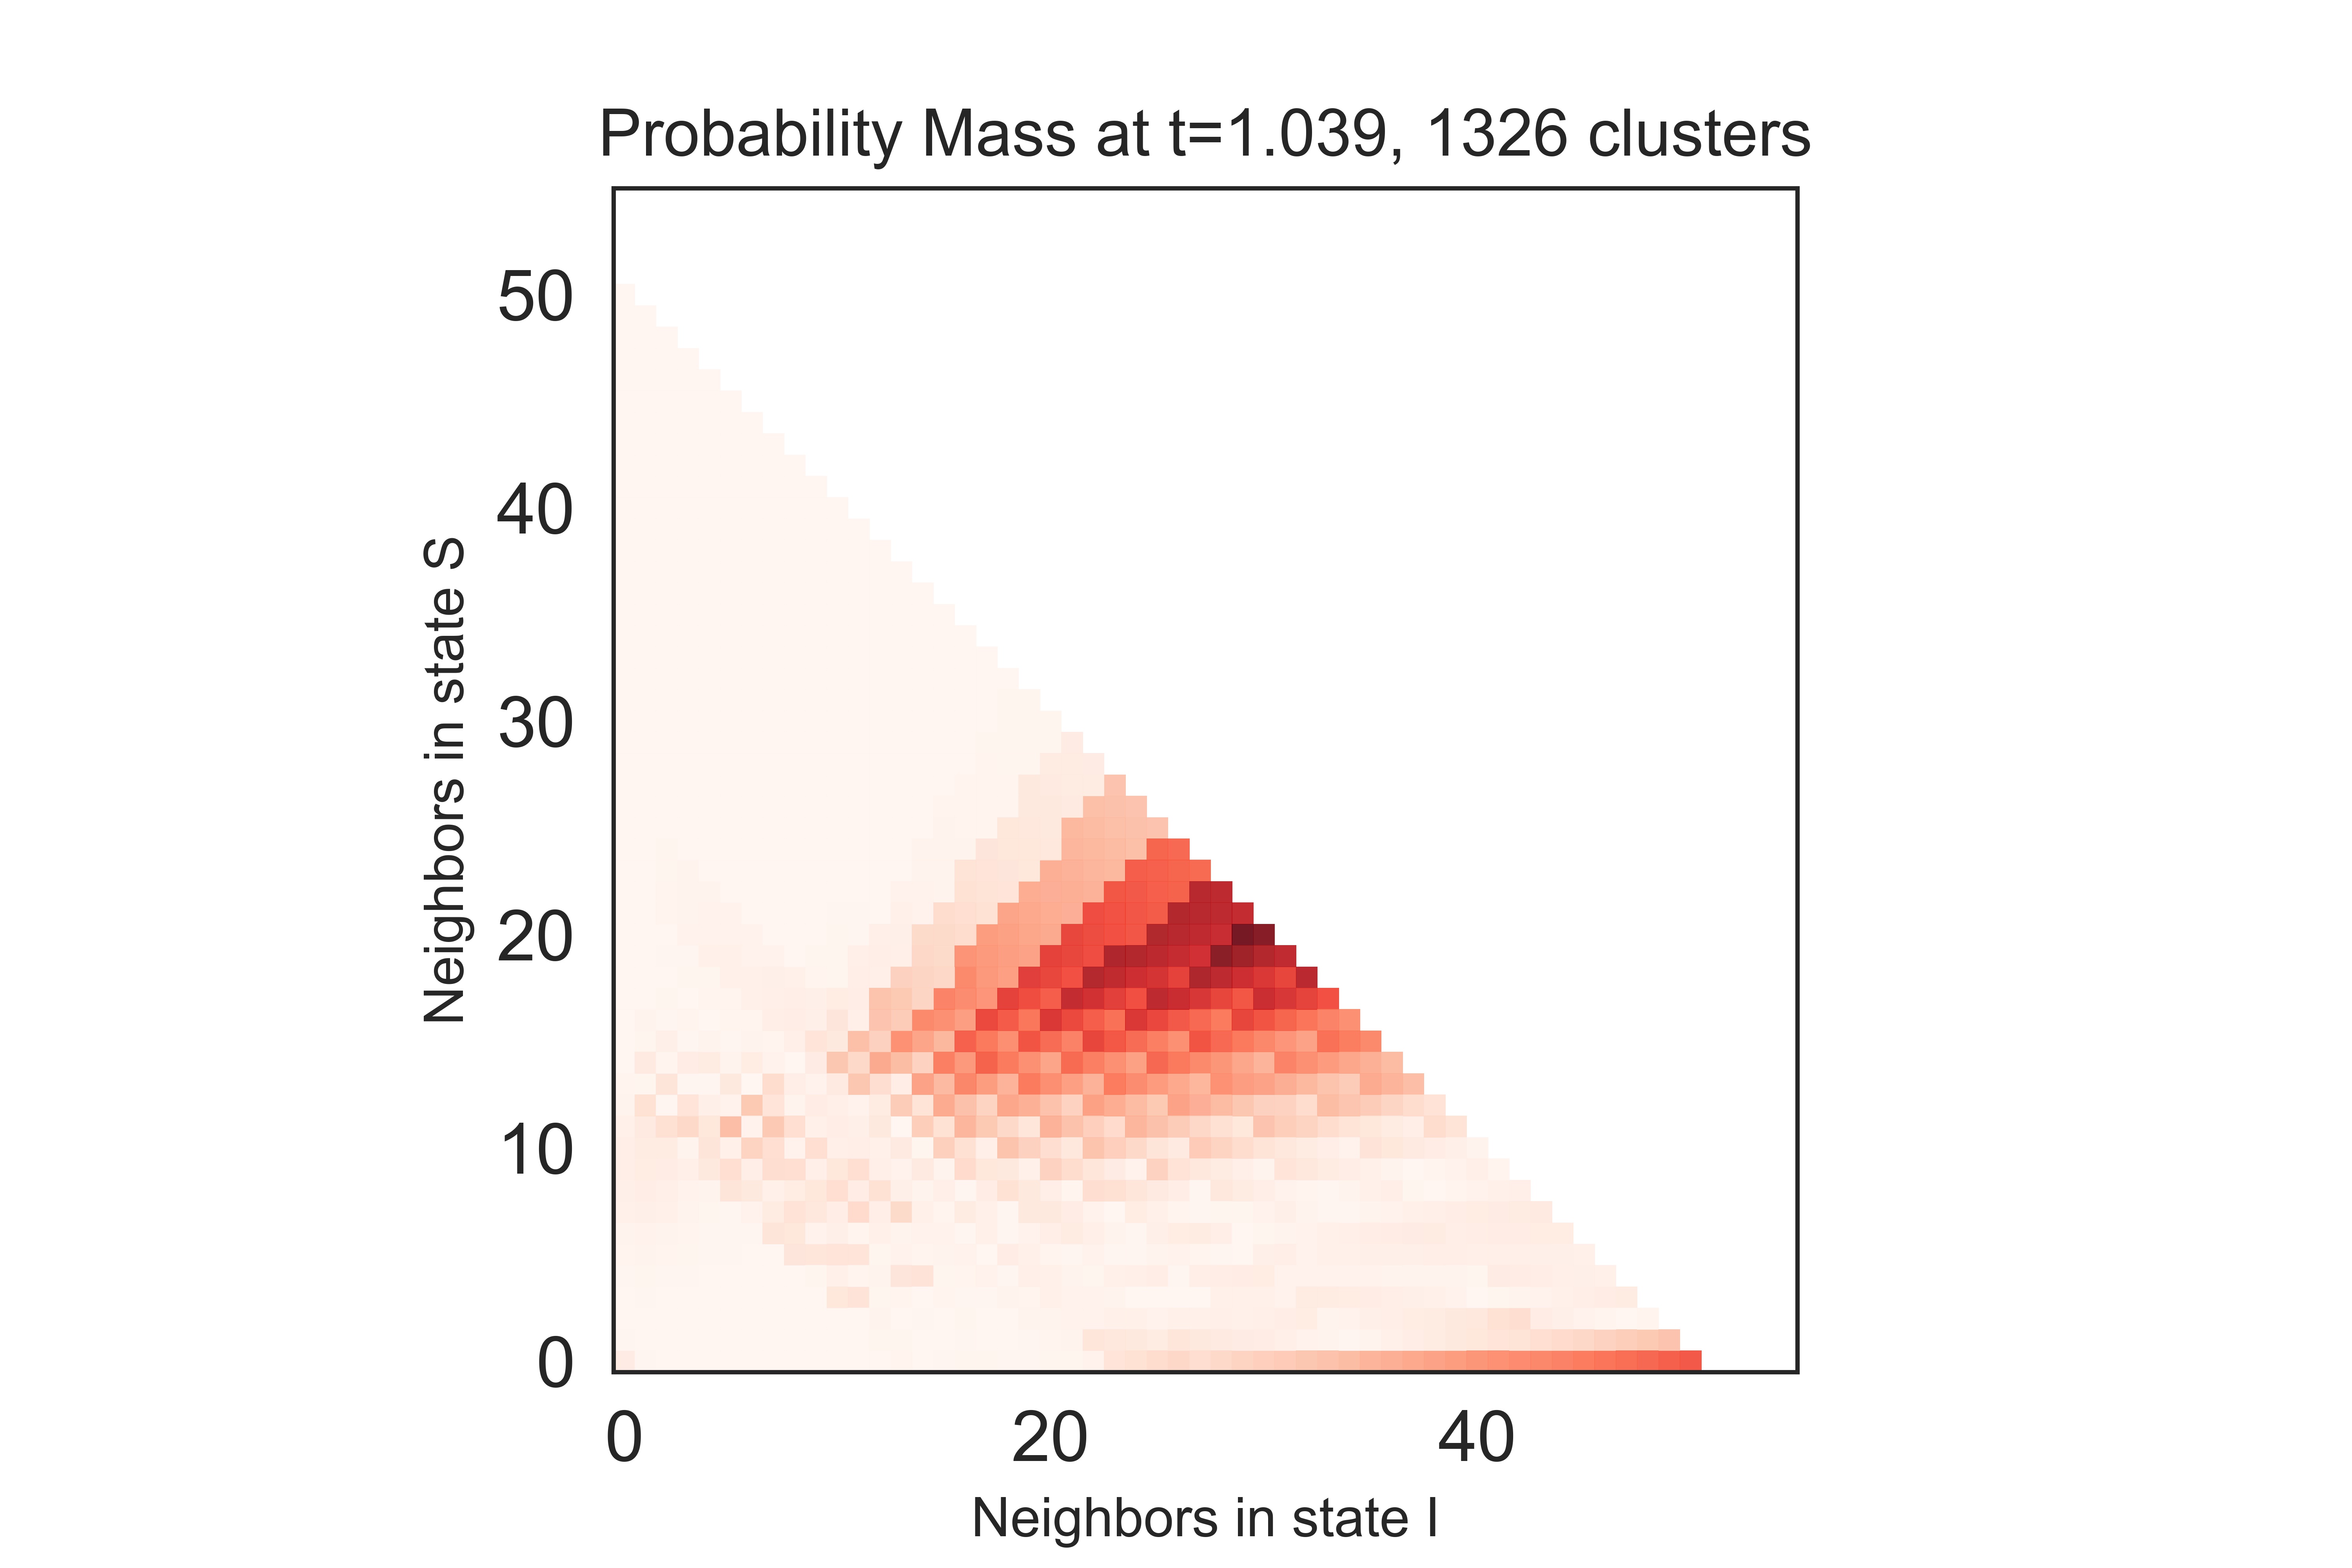 Probability Mass at t=1.039, 1326 clusters
50
40
30
20
10
0
Neighbors in state S
0 20 40
Neighbors in state I